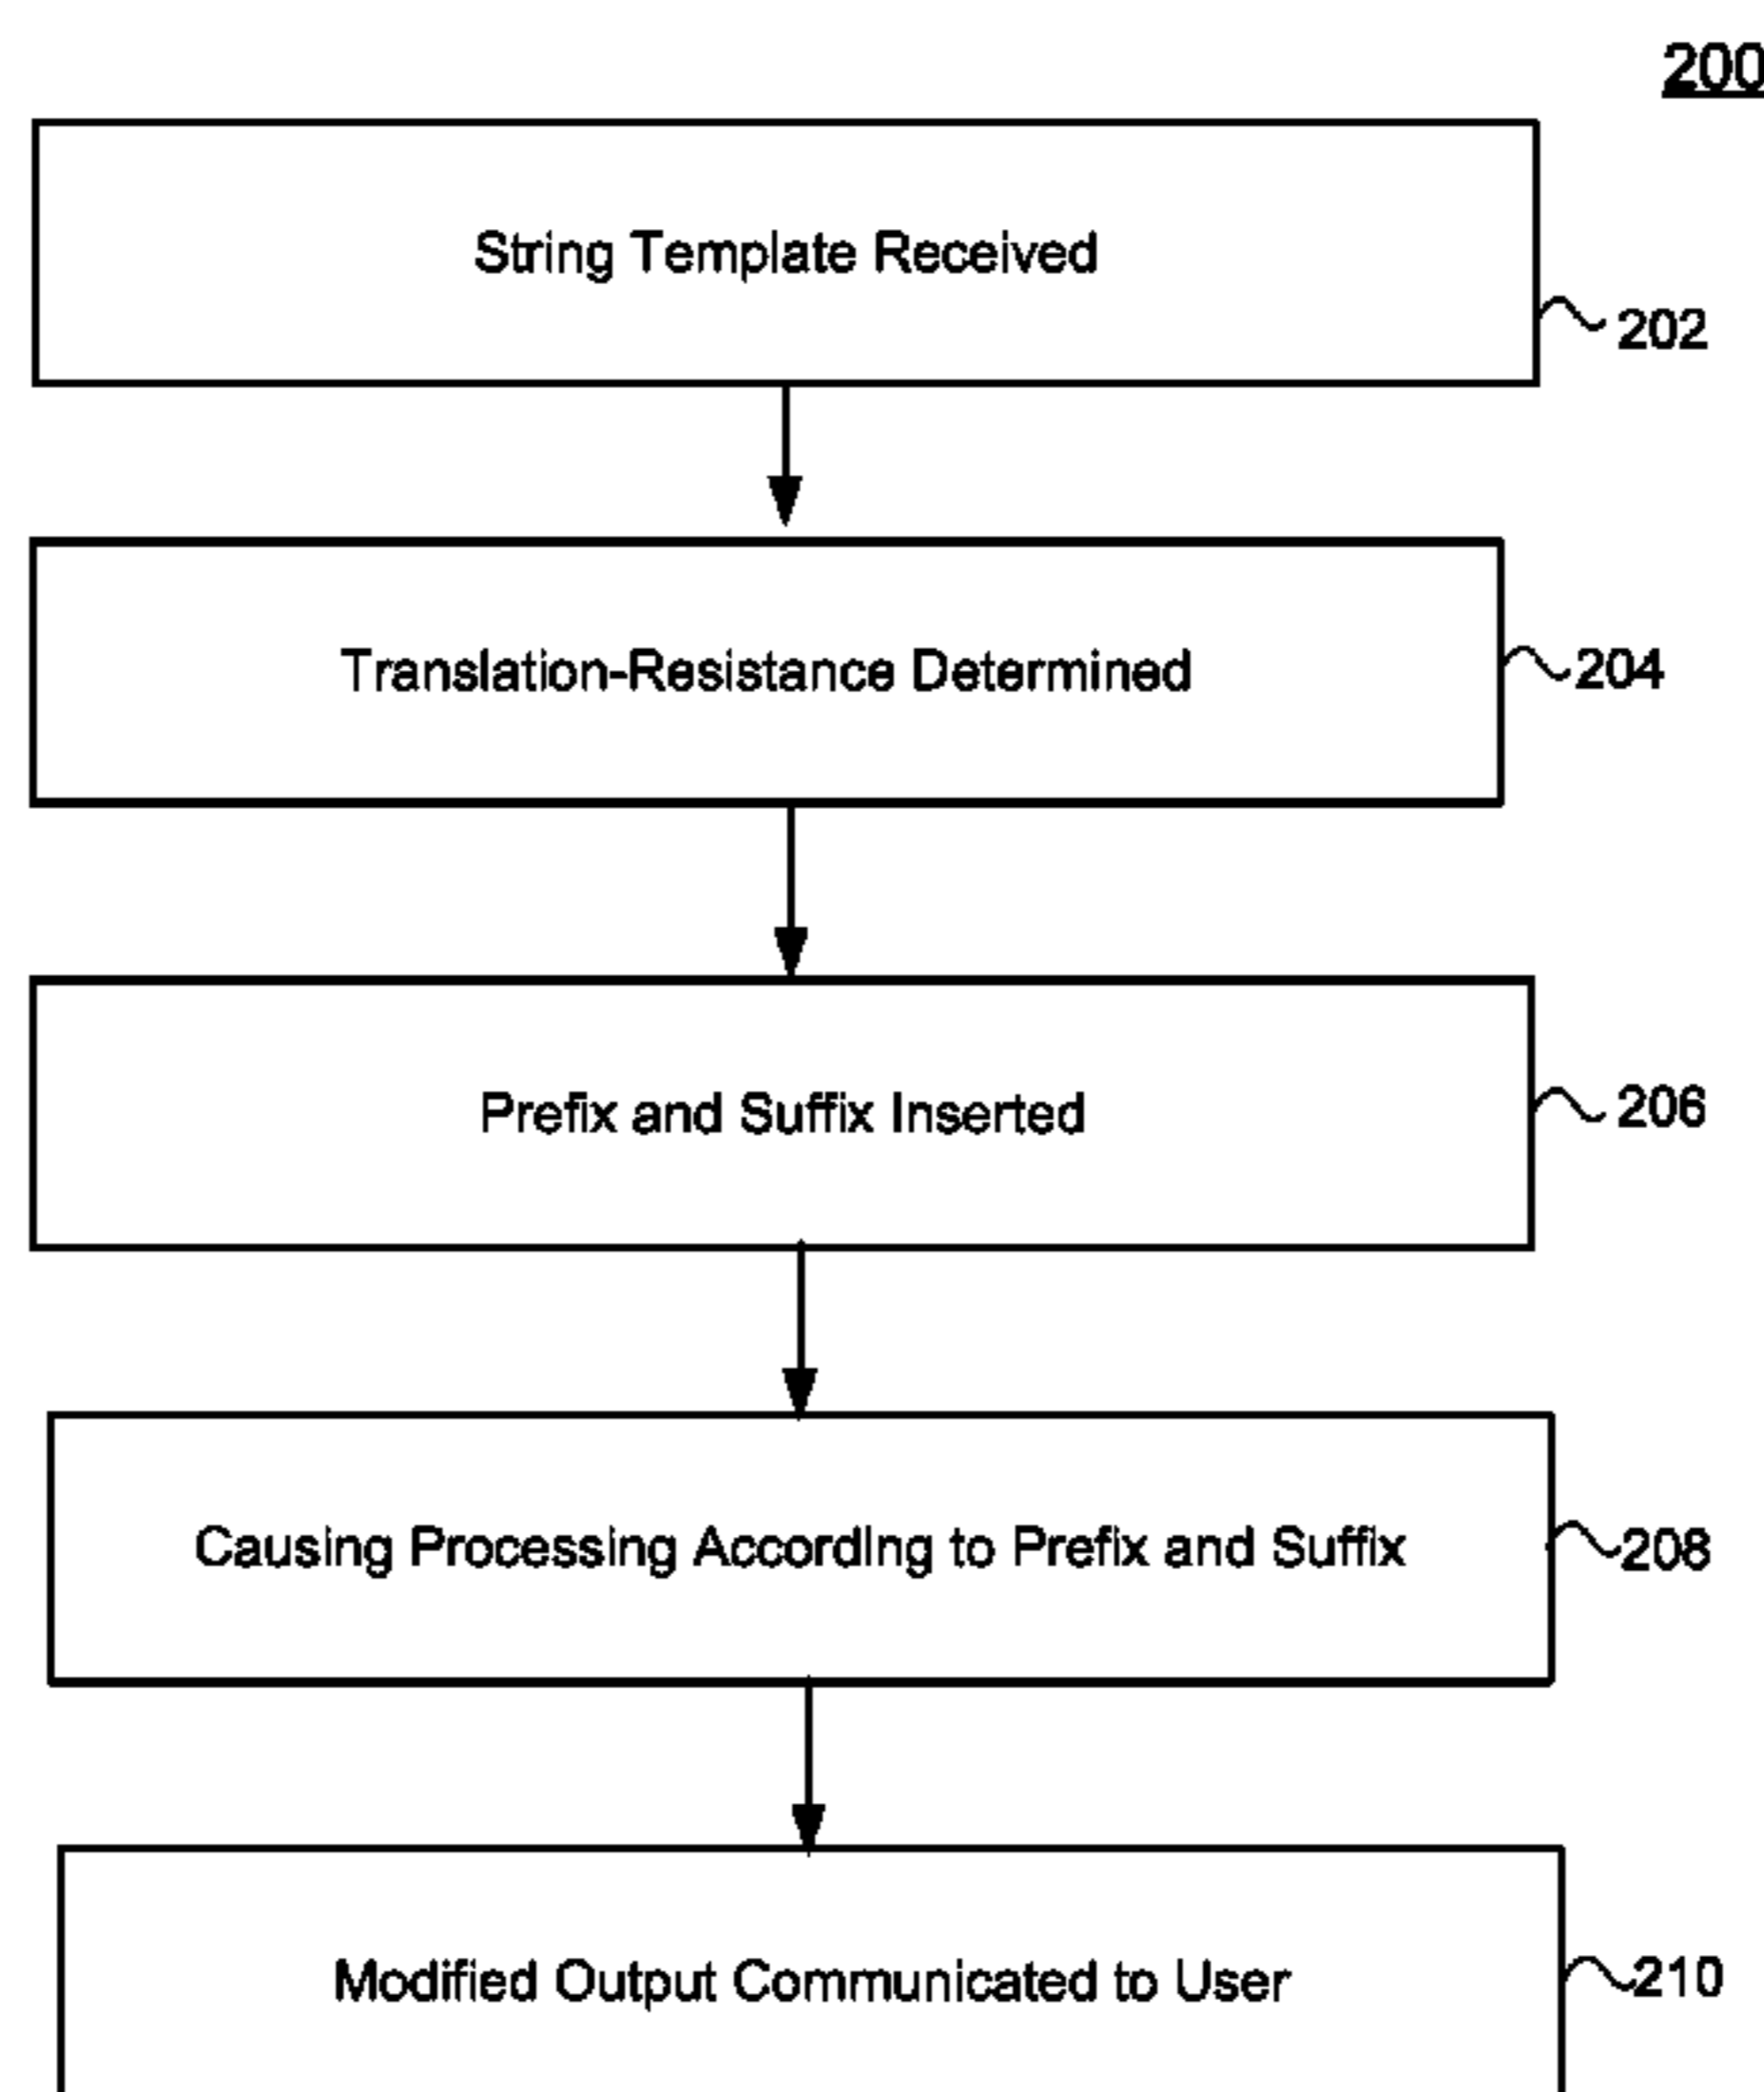 200
String Template Received
202
Translation-Resistance Determined
204
Prefix and Suffix Inserted
206
Causing Processing According to Prefix and Suffix
208
Modified Output Communicated to User
210